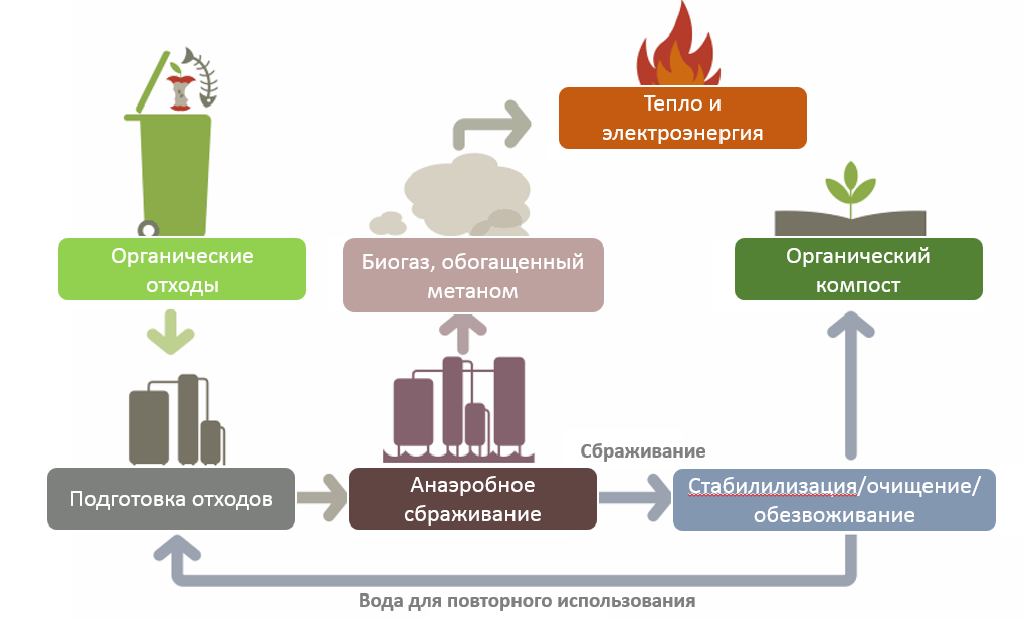 Тепло и
электроэнергия
Органические
отходы
Биогаз, обогащенный
метаном
Органический
компост
Сбраживание
Подготовка отходов
Анаэробное
сбраживание
Стабилилизация/очищение/
обезвоживание
Вода для повторного использования